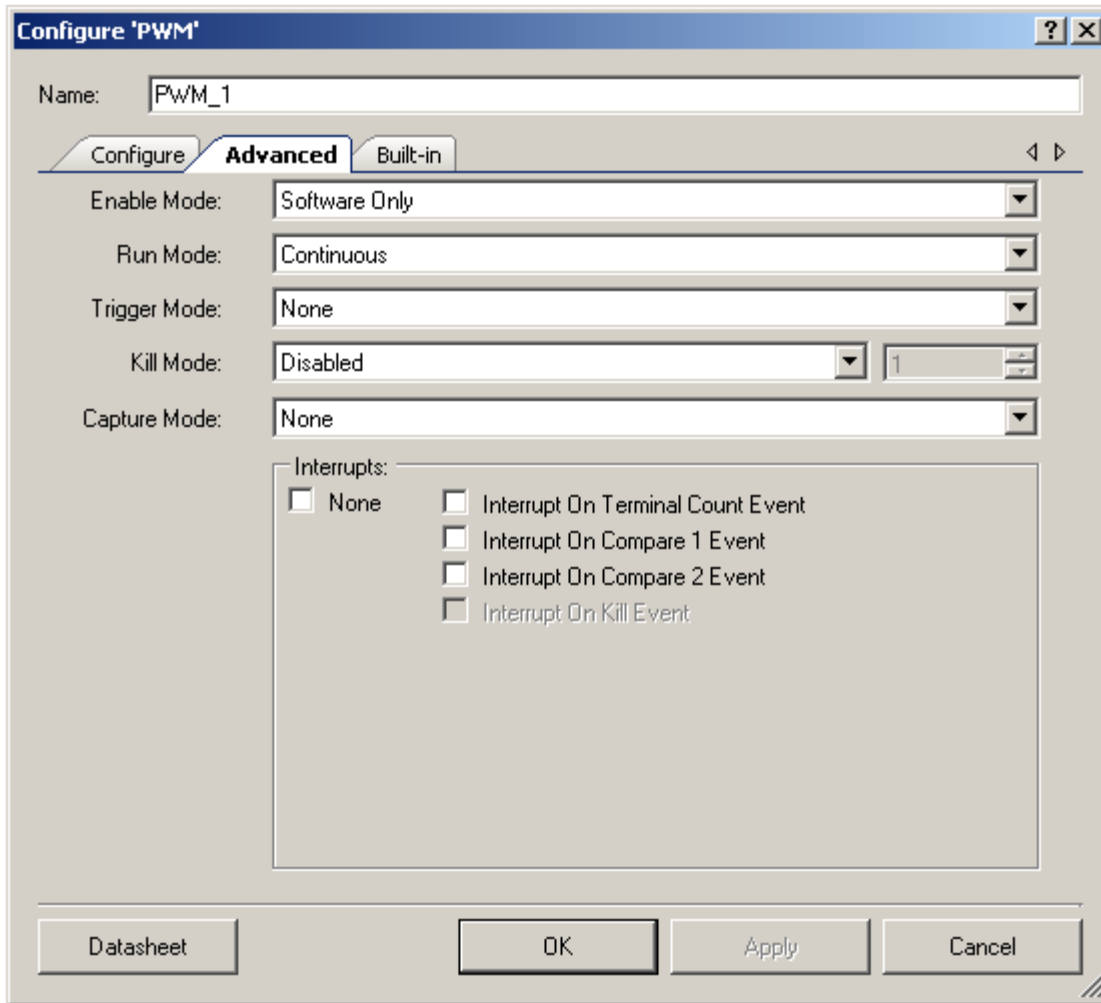 Configure 'PWM'
Name: PWM_1
Configure Advanced Built-in
Enable Mode: Software Only
Run Mode: Continuous
Trigger Mode: None
Kill Mode: Disabled 1
Capture Mode: None
Interrupts:
None Interrupt On Terminal Count Event
Interrupt On Compare 1 Event
Interrupt On Compare 2 Event
Interrupt On Kill Event
Datasheet OK Apply Cancel